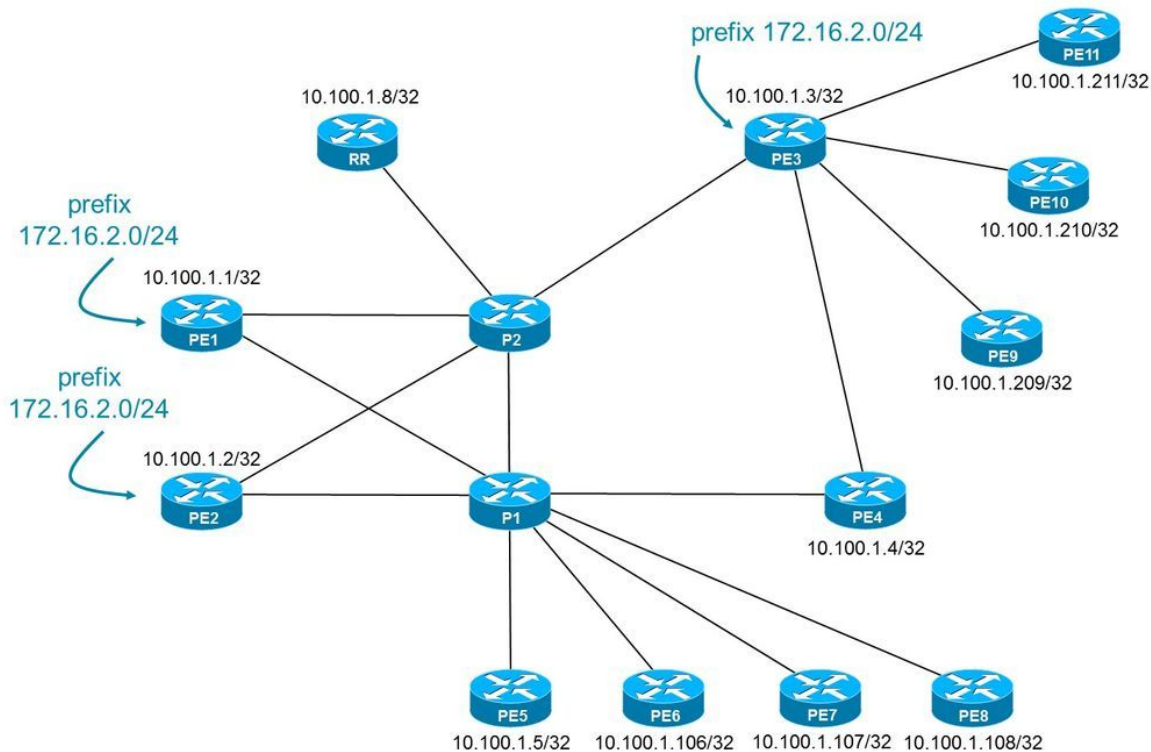 prefix 172.16.2.0/24
PE11
10.100.1.211/32
10.100.1.3/32
10.100.1.8/32
PE3
RR
PE10
prefix
172.16.2.0/24
10.100.1.210/32
10.100.1.1/32
PE1
P2
PE9
prefix
172.16.2.0/24
10.100.1.209/32
10.100.1.2/32
PE2
P1
PE4
10.100.1.4/32
PE5
PE6
PE7
PE8
10.100.1.5/32
10.100.1.106/32
10.100.1.107/32
10.100.1.108/32